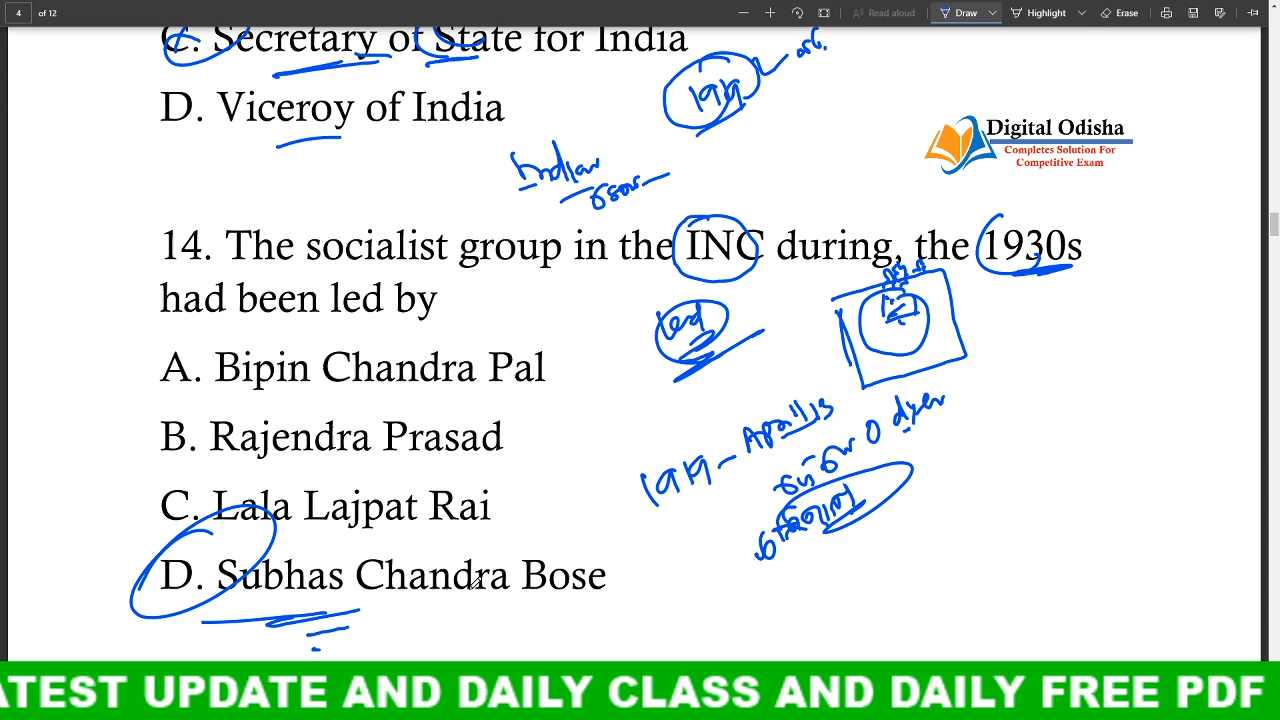 4 of 12
Read aloud
Draw
Highlight
Erase
C. Secretary of State for India
D. Viceroy of India
1919
Digital Odisha
Completes Solution For
Competitive Exam
Indian
14. The socialist group in the INC during, the 1930s
had been led by
A. Bipin Chandra Pal
B. Rajendra Prasad
C. Lala Lajpat Rai
D. Subhas Chandra Bose
1919 - April 13
O dyer
ATEST UPDATE AND DAILY CLASS AND DAILY FREE PDF